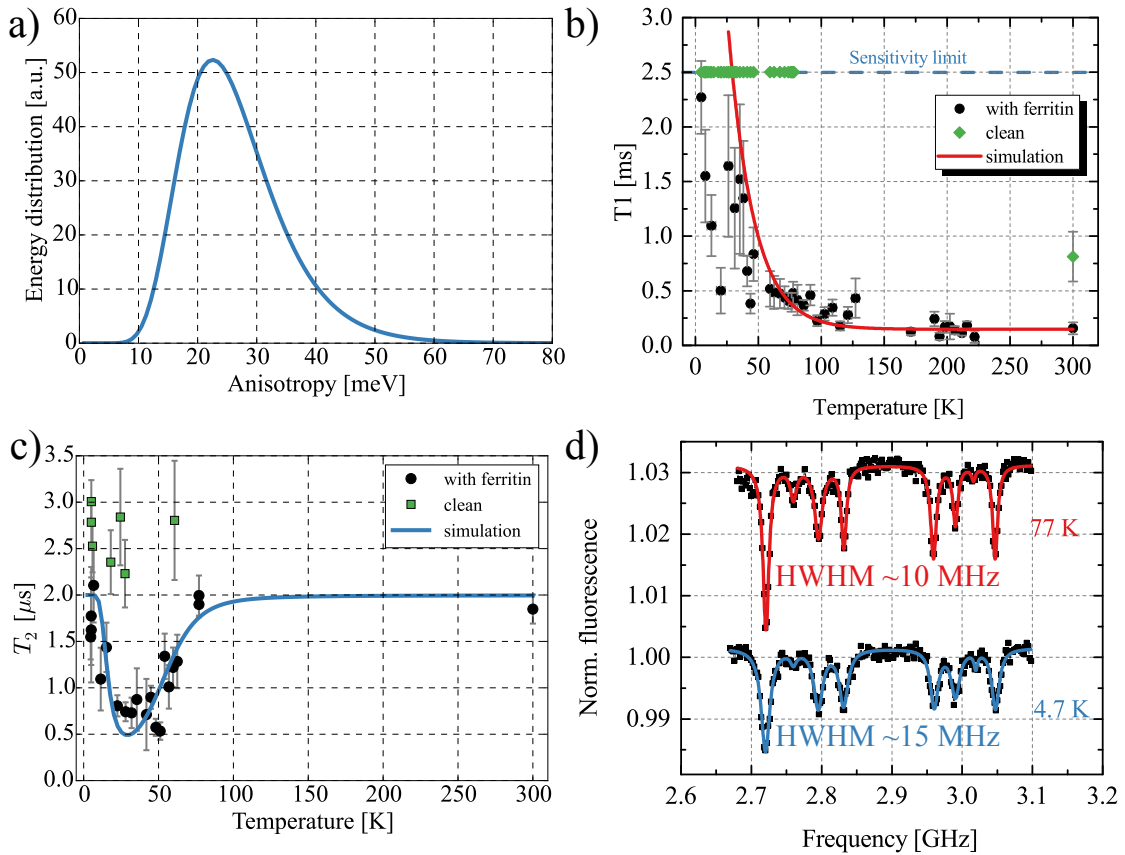 a)
Energy distribution [a.u.]
60
50
40
30
20
10
0
0 10 20 30 40 50 60 70 80
Anisotropy [meV]
b)
T1 [ms]
3.0
2.5
2.0
1.5
1.0
0.5
0.0
Sensitivity limit
with ferritin
clean
simulation
0 50 100 150 200 250 300
Temperature [K]
c)
T2 [μs]
3.5
3.0
2.5
2.0
1.5
1.0
0.5
0.0
with ferritin
clean
simulation
0 50 100 150 200 250 300
Temperature [K]
d)
Norm. fluorescence
1.03
1.02
1.01
1.00
0.99
77 K
HWHM ~10 MHz
4.7 K
HWHM ~15 MHz
2.6 2.7 2.8 2.9 3.0 3.1 3.2
Frequency [GHz]